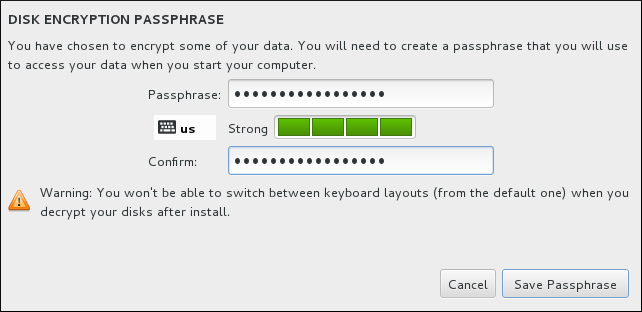 DISK ENCRYPTION PASSPHRASE
You have chosen to encrypt some of your data. You will need to create a passphrase that you will use
to access your data when you start your computer.
Passphrase: •••••••••••••••••
us Strong
Confirm: •••••••••••••••••
Warning: You won't be able to switch between keyboard layouts (from the default one) when you
decrypt your disks after install.
Cancel Save Passphrase